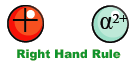 + α²⁺
Right Hand Rule